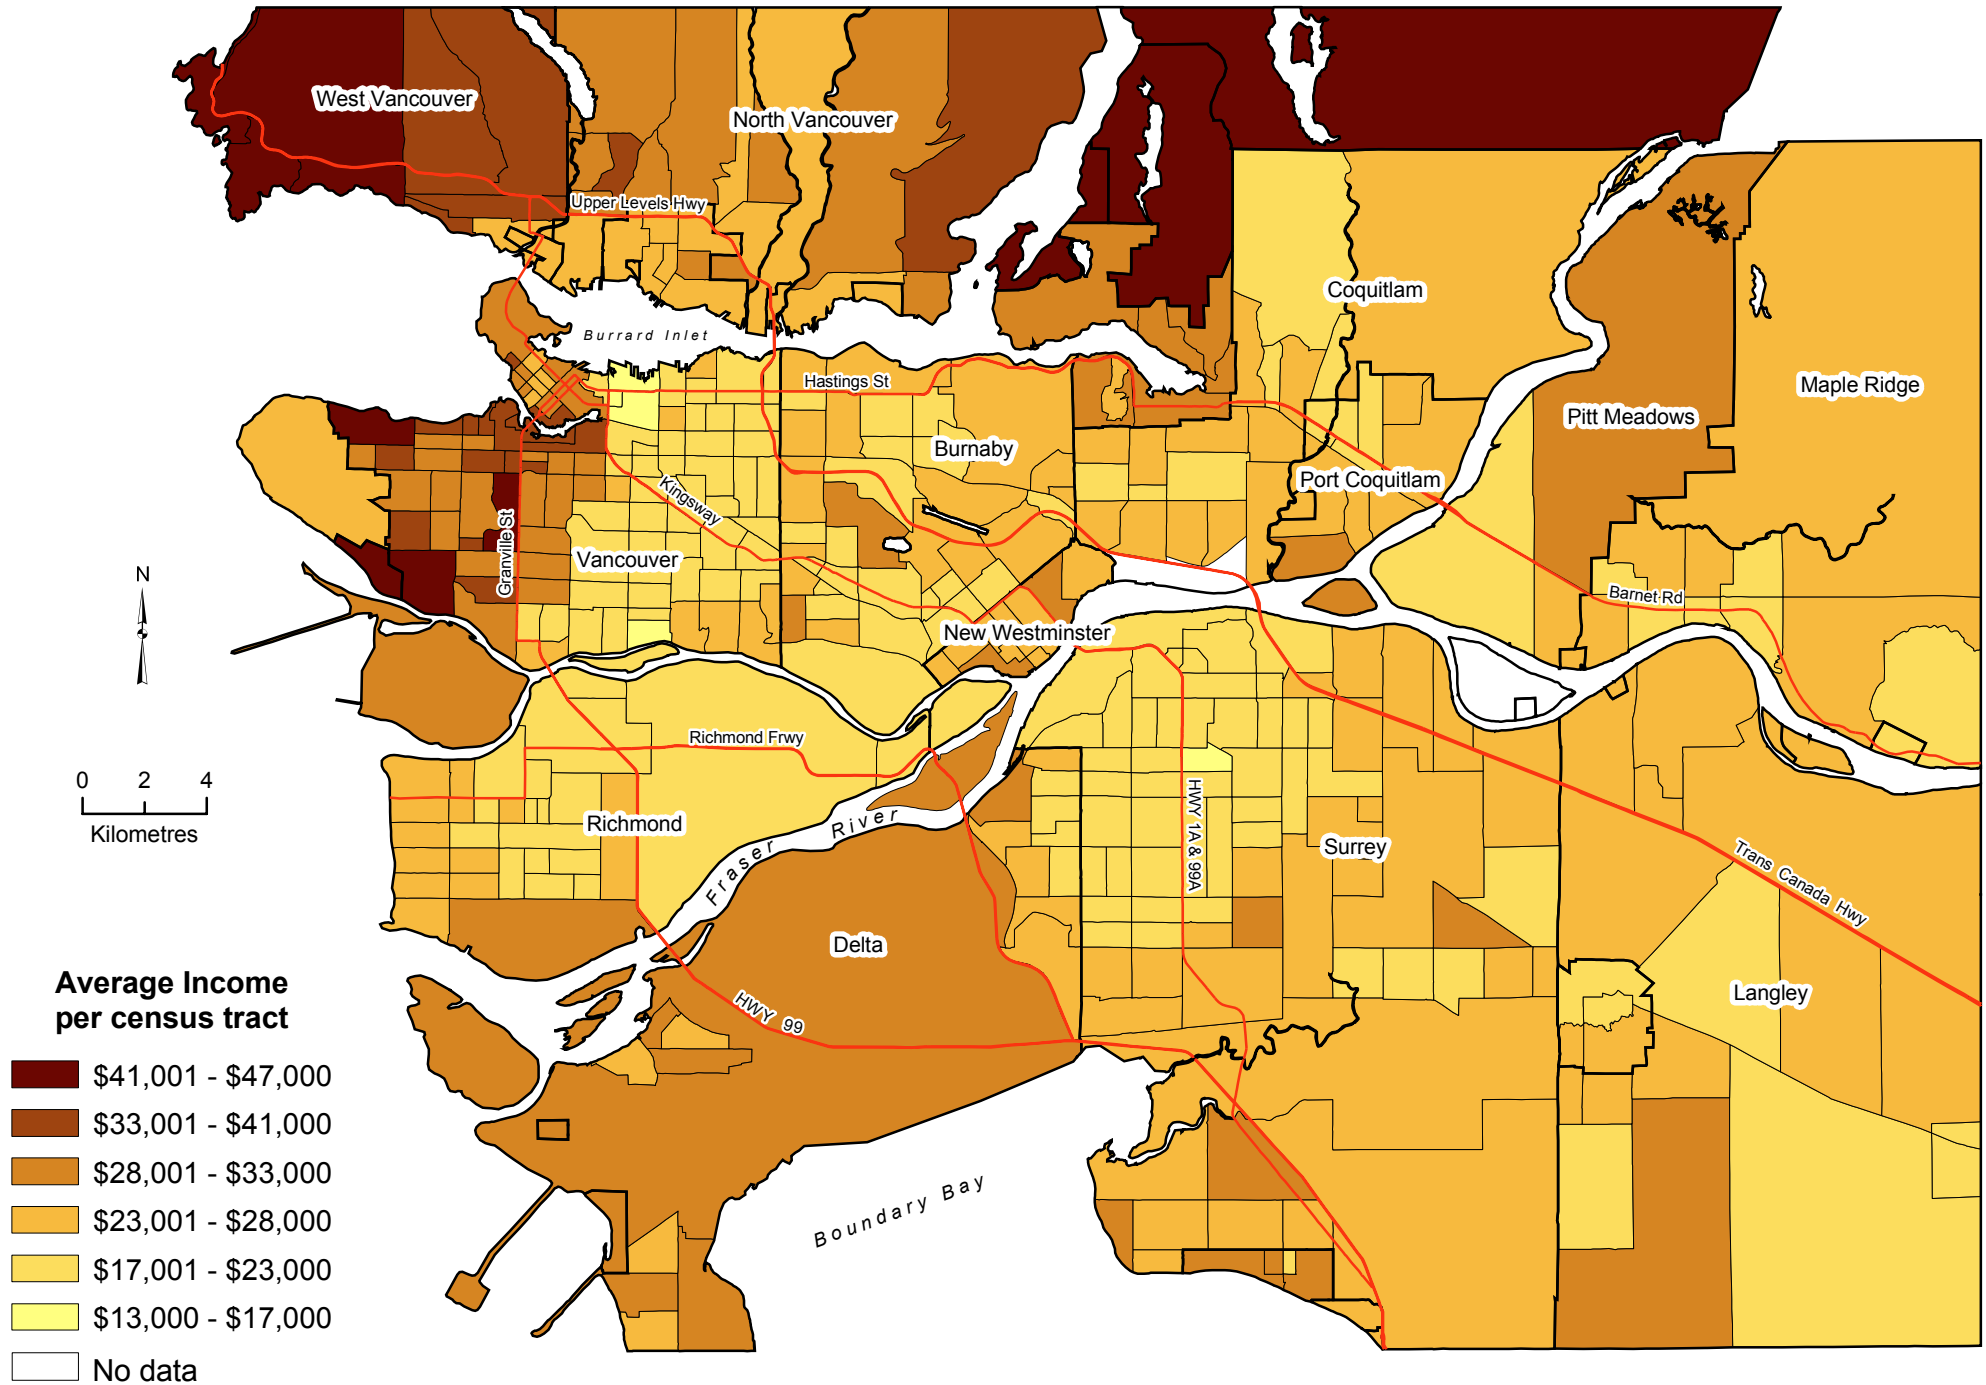 West Vancouver
North Vancouver
Upper Levels Hwy
Coquitlam
Burrard Inlet
Hastings St
Maple Ridge
Pitt Meadows
Burnaby
Port Coquitlam
Kingsway
Granville St
Vancouver
N
Barnet Rd
New Westminster
Richmond Frwy
0 2 4
Kilometres
HWY 1A & 99A
Richmond
Fraser River
Surrey
Trans Canada Hwy
Delta
Langley
HWY 99
Boundary Bay
Average Income
per census tract
$41,001 - $47,000
$33,001 - $41,000
$28,001 - $33,000
$23,001 - $28,000
$17,001 - $23,000
$13,000 - $17,000
No data